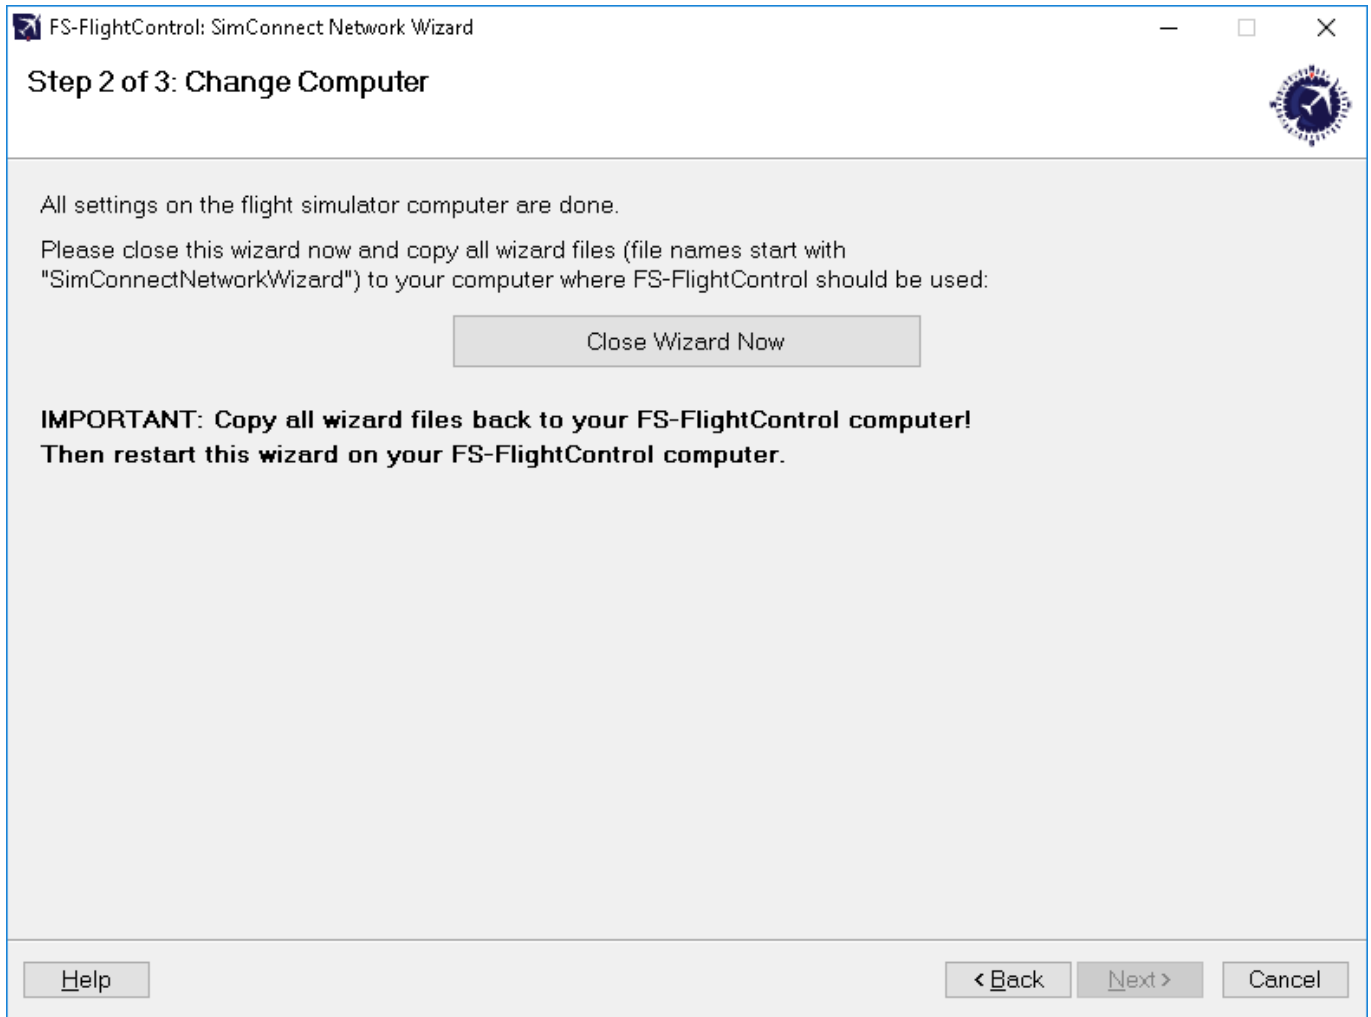 FS-FlightControl: SimConnect Network Wizard
Step 2 of 3: Change Computer
All settings on the flight simulator computer are done.
Please close this wizard now and copy all wizard files (file names start with
"SimConnectNetworkWizard") to your computer where FS-FlightControl should be used:
Close Wizard Now
IMPORTANT: Copy all wizard files back to your FS-FlightControl computer!
Then restart this wizard on your FS-FlightControl computer.
Help
< Back
Next >
Cancel